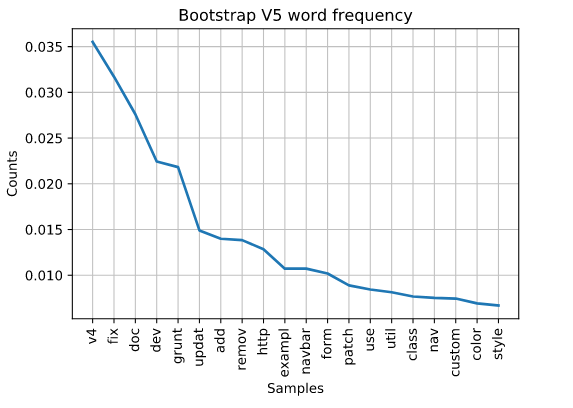 Bootstrap V5 word frequency
0.035
0.030
0.025
0.020
0.015
0.010
Counts
v4
fix
doc
dev
grunt
updat
add
remov
http
exampl
navbar
form
patch
use
util
class
nav
custom
color
style
Samples